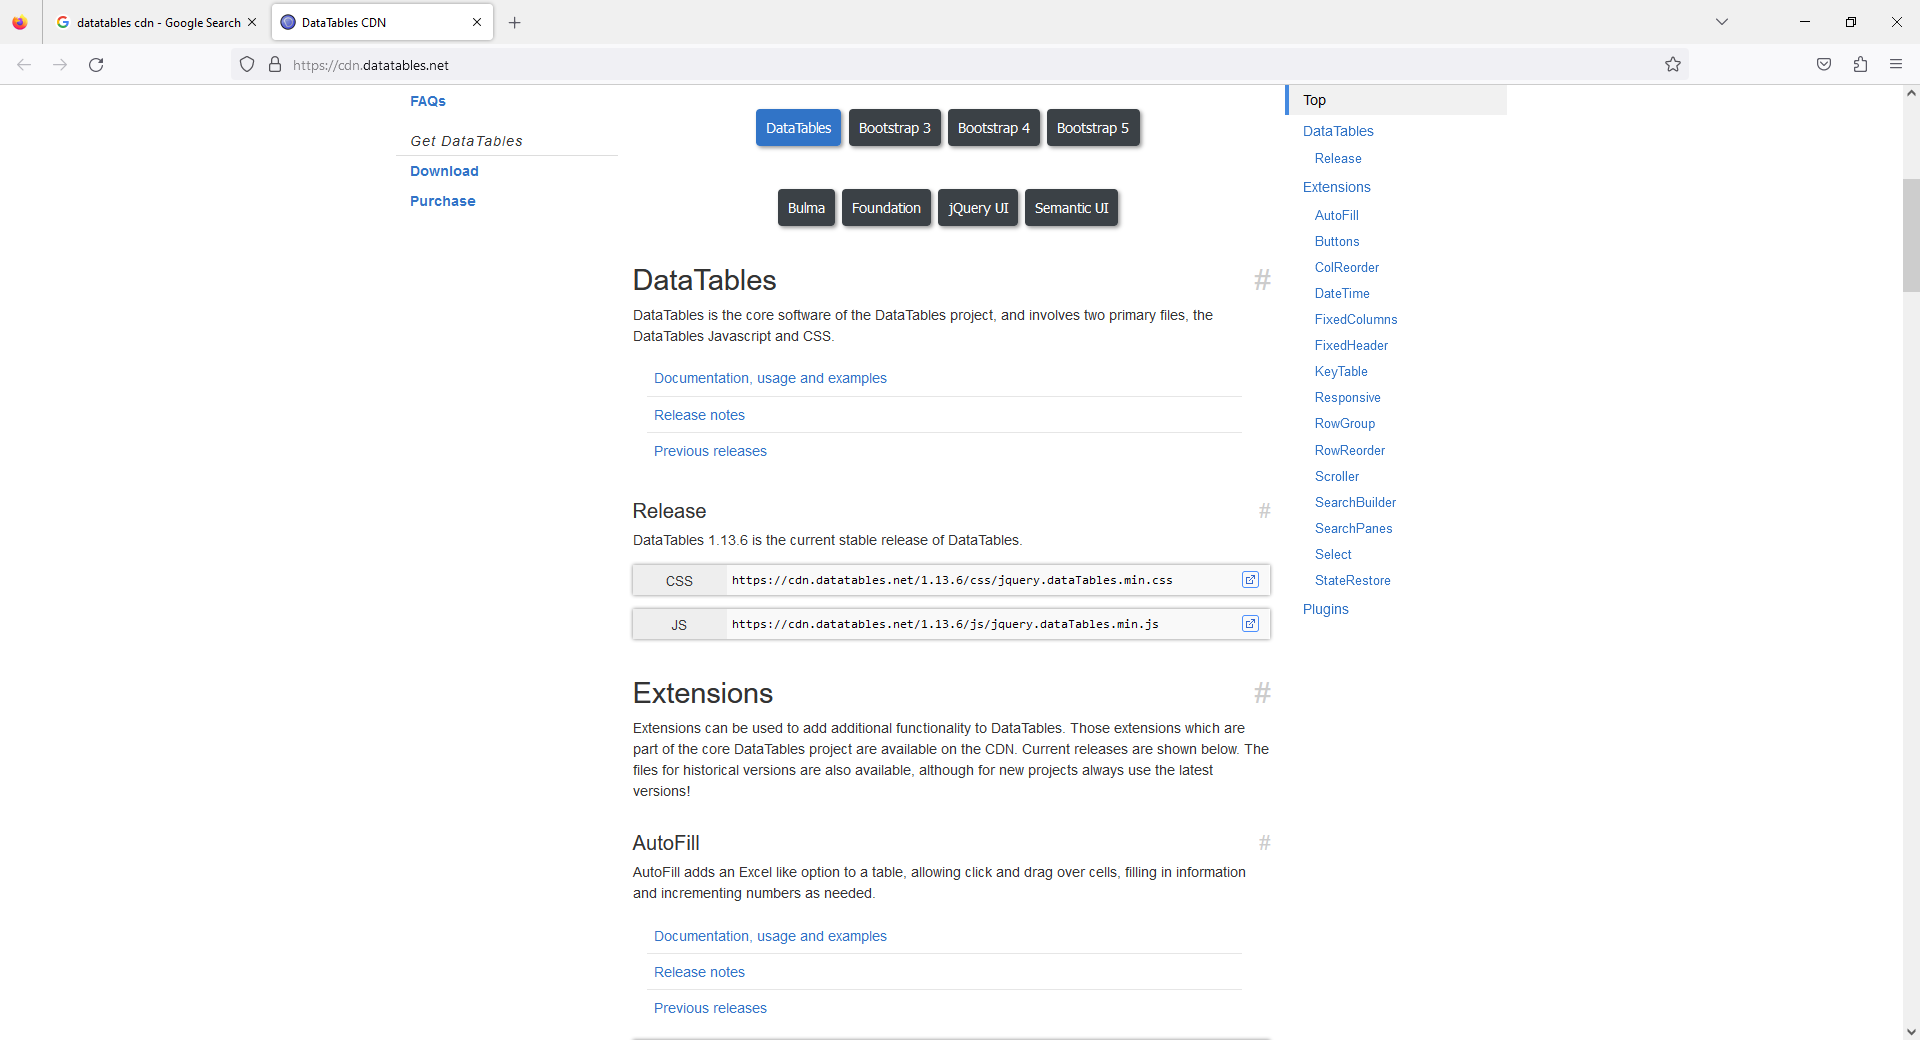 datatables cdn - Google Search
DataTables CDN
https://cdn.datatables.net
FAQs
Get DataTables
Download
Purchase
DataTables
Bootstrap 3
Bootstrap 4
Bootstrap 5
Bulma
Foundation
jQuery UI
Semantic UI
DataTables
#
DataTables is the core software of the DataTables project, and involves two primary files, the
DataTables Javascript and CSS.
Documentation, usage and examples
Release notes
Previous releases
Release
#
DataTables 1.13.6 is the current stable release of DataTables.
CSS
https://cdn.datatables.net/1.13.6/css/jquery.dataTables.min.css
JS
https://cdn.datatables.net/1.13.6/js/jquery.dataTables.min.js
Extensions
#
Extensions can be used to add additional functionality to DataTables. Those extensions which are
part of the core DataTables project are available on the CDN. Current releases are shown below. The
files for historical versions are also available, although for new projects always use the latest
versions!
AutoFill
#
AutoFill adds an Excel like option to a table, allowing click and drag over cells, filling in information
and incrementing numbers as needed.
Documentation, usage and examples
Release notes
Previous releases
Top
DataTables
Release
Extensions
AutoFill
Buttons
ColReorder
DateTime
FixedColumns
FixedHeader
KeyTable
Responsive
RowGroup
RowReorder
Scroller
SearchBuilder
SearchPanes
Select
StateRestore
Plugins